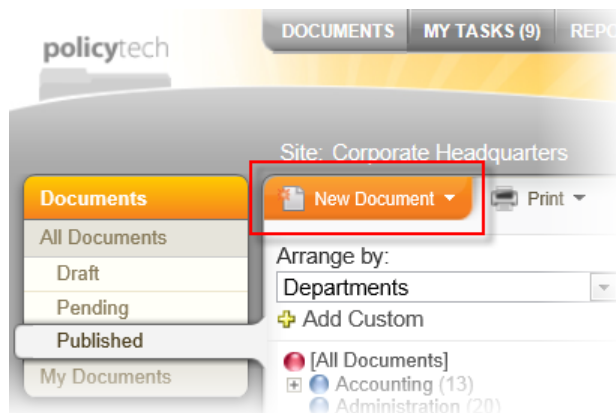 policytech
DOCUMENTS MY TASKS (9) REPO
Site: Corporate Headquarters
Documents
New Document Print
All Documents
Draft
Pending
Published
My Documents
Arrange by:
Departments
Add Custom
[All Documents]
Accounting (13)
Administration (20)